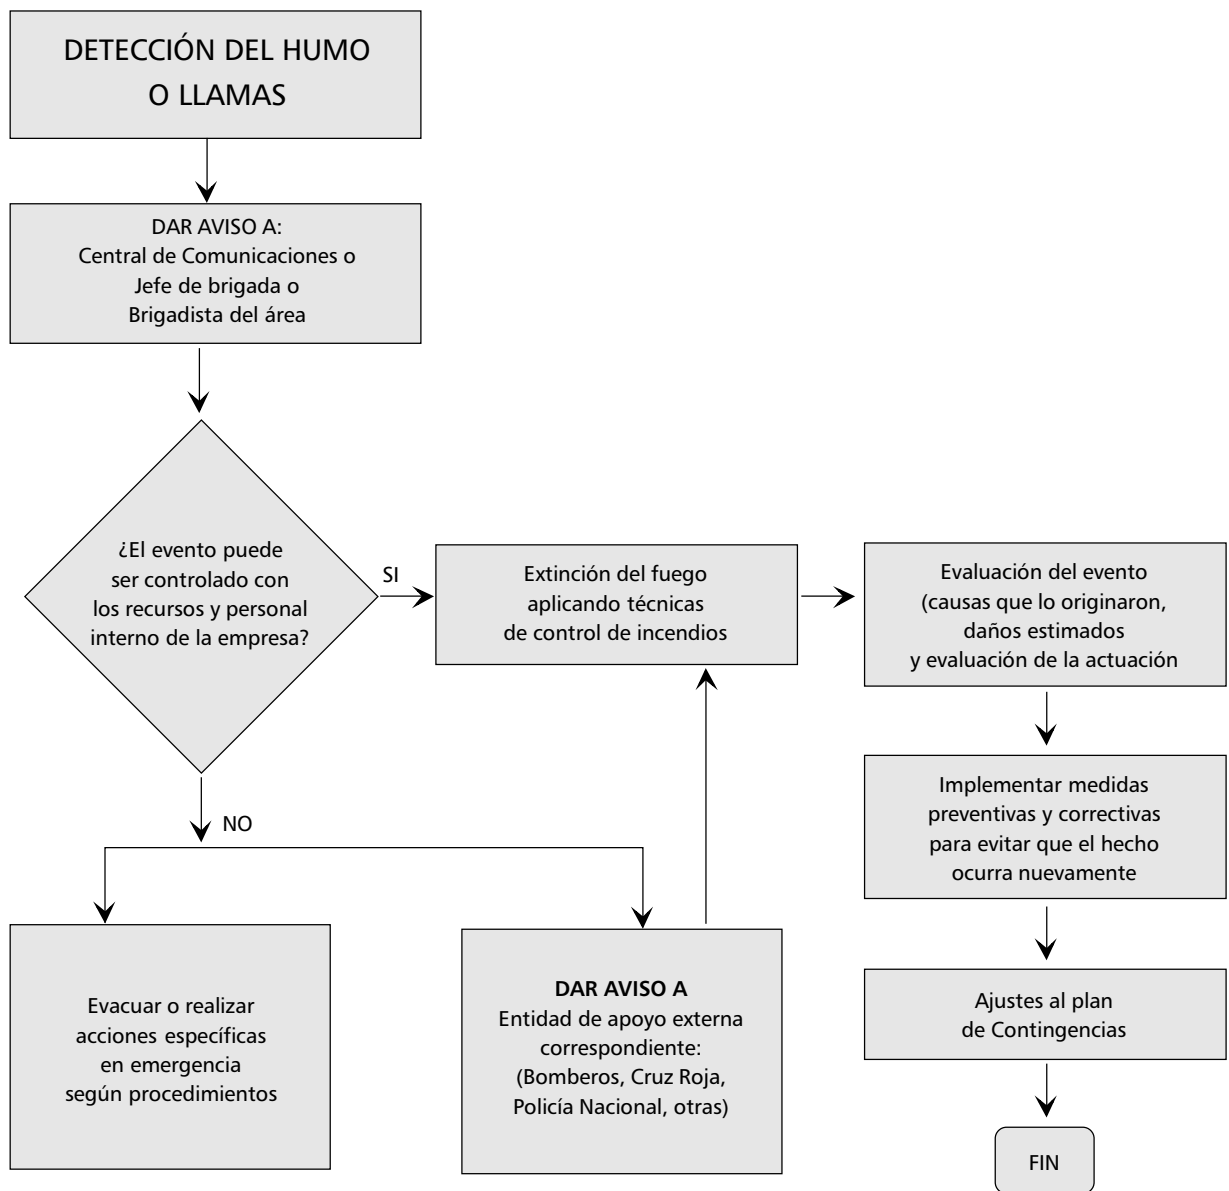 DETECCIÓN DEL HUMO
O LLAMAS
DAR AVISO A:
Central de Comunicaciones o
Jefe de brigada o
Brigadista del área
¿El evento puede
ser controlado con
los recursos y personal
interno de la empresa?
SI
Extinción del fuego
aplicando técnicas
de control de incendios
Evaluación del evento
(causas que lo originaron,
daños estimados
y evaluación de la actuación
Implementar medidas
preventivas y correctivas
para evitar que el hecho
ocurra nuevamente
NO
Evacuar o realizar
acciones específicas
en emergencia
según procedimientos
DAR AVISO A
Entidad de apoyo externa
correspondiente:
(Bomberos, Cruz Roja,
Policía Nacional, otras)
Ajustes al plan
de Contingencias
FIN